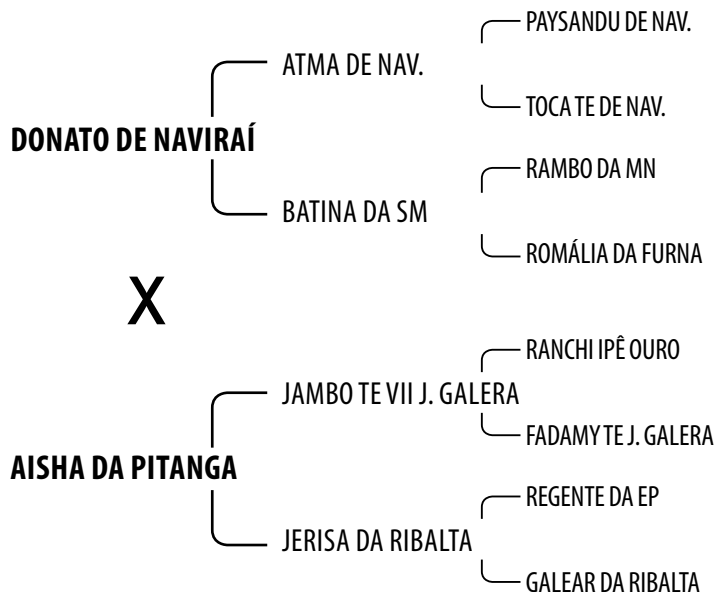 PAYSANDU DE NAV.
ATMA DE NAV.
TOCA TE DE NAV.
DONATO DE NAVIRAÍ
RAMBO DA MN
BATINA DA SM
ROMÁLIA DA FURNA
X
RANCHI IPÊ OURO
JAMBO TE VII J. GALERA
FADAMY TE J. GALERA
AISHA DA PITANGA
REGENTE DA EP
JERISA DA RIBALTA
GALEAR DA RIBALTA